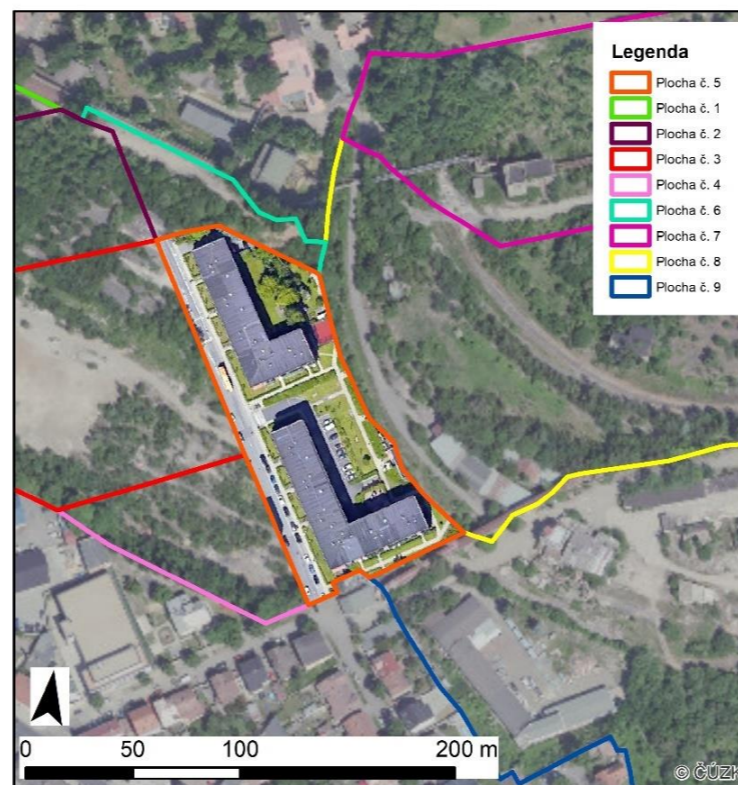 Legenda
Plocha č. 5
Plocha č. 1
Plocha č. 2
Plocha č. 3
Plocha č. 4
Plocha č. 6
Plocha č. 7
Plocha č. 8
Plocha č. 9
0 50 100 200 m
© ČÚZK